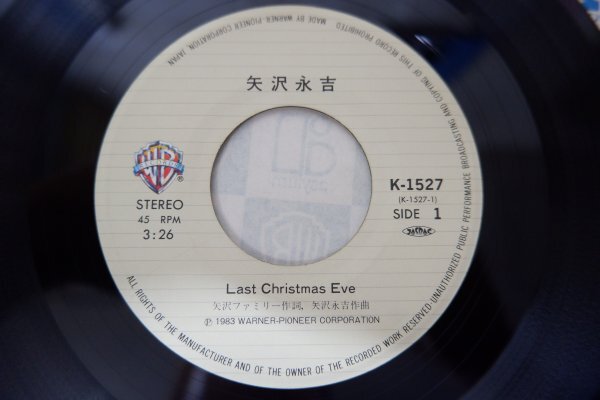 MADE BY WARNER-PIONEER CORPORATION, JAPAN.
ALL RIGHTS OF THE MANUFACTURER AND OF THE OWNER OF THE RECORDED WORK RESERVED·UNAUTHORIZED PUBLIC PERFORMANCE BROADCASTING AND COPYING OF THIS RECORD PROHIBITED
矢沢永吉
WB
®
STEREO
45 RPM
3:26
K-1527
(K-1527-1)
SIDE 1
JASRAC
Last Christmas Eve
矢沢ファミリー作詞, 矢沢永吉作曲
Ⓟ 1983 WARNER-PIONEER CORPORATION